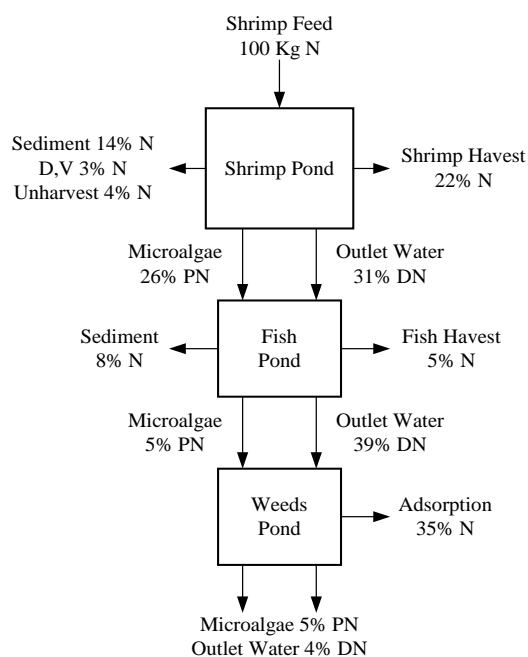 Shrimp Feed
100 Kg N
Sediment 14% N
D,V 3% N
Unharvest 4% N
Shrimp Pond
Shrimp Havest
22% N
Microalgae
26% PN
Outlet Water
31% DN
Sediment
8% N
Fish
Pond
Fish Havest
5% N
Microalgae
5% PN
Outlet Water
39% DN
Weeds
Pond
Adsorption
35% N
Microalgae 5% PN
Outlet Water 4% DN